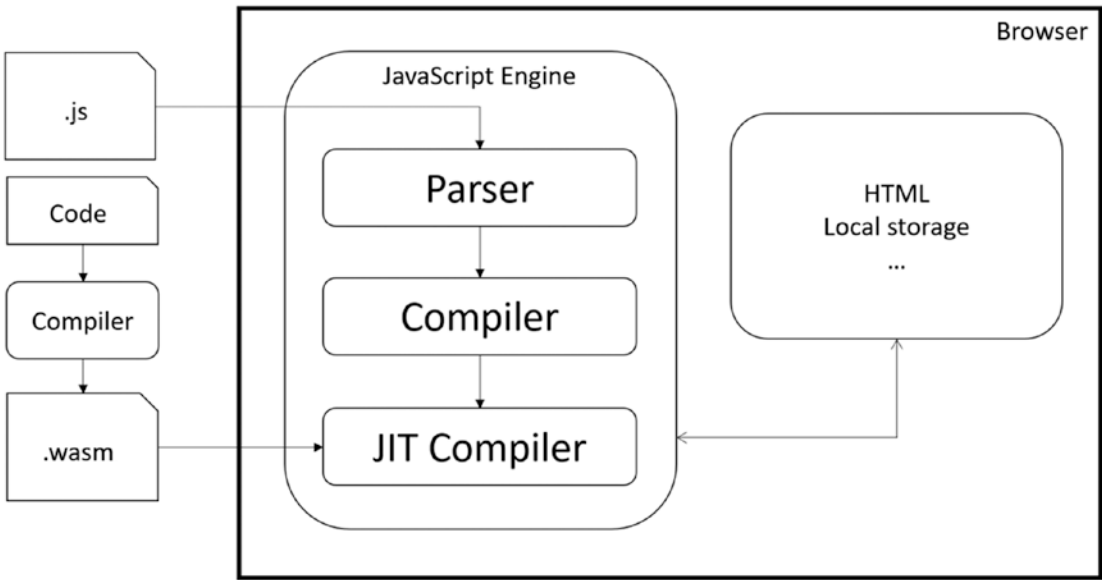 Browser
JavaScript Engine
.js
Parser
HTML
Local storage
...
Code
Compiler
Compiler
JIT Compiler
.wasm